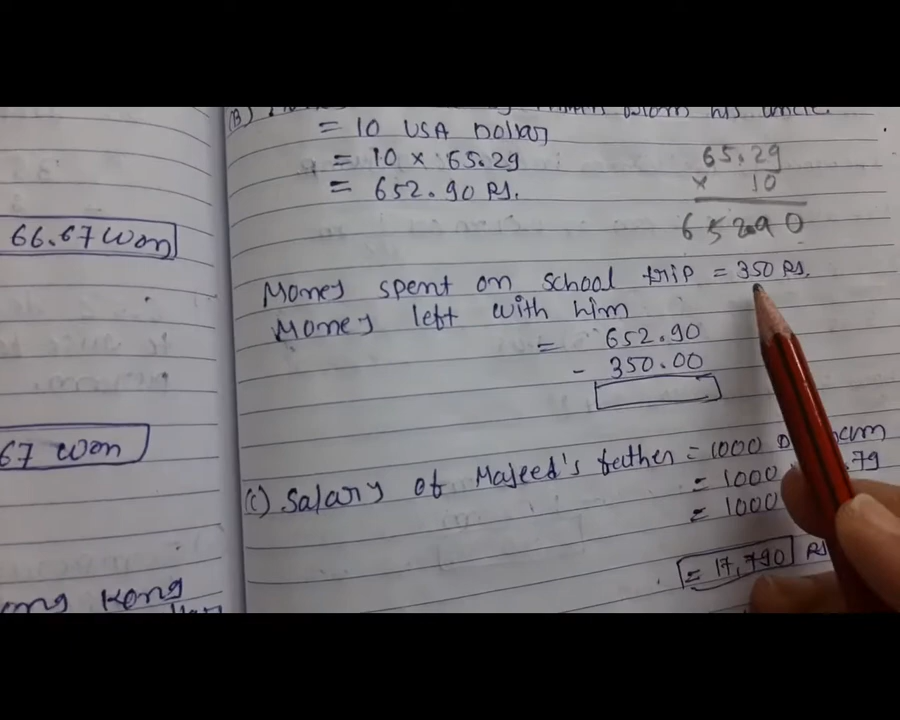 (B)
= 10 USA Dollar
= 10 × 65.29
= 652.90 Rs.
65.29
× 10
65290
66.67 Won
Money spent on school trip = 350 Rs.
Money left with him
= 652.90
- 350.00
67 Won
(C) Salary of Majeed's father = 1000
= 1000 .79
= 1000
= 17,790 Rs
Kong